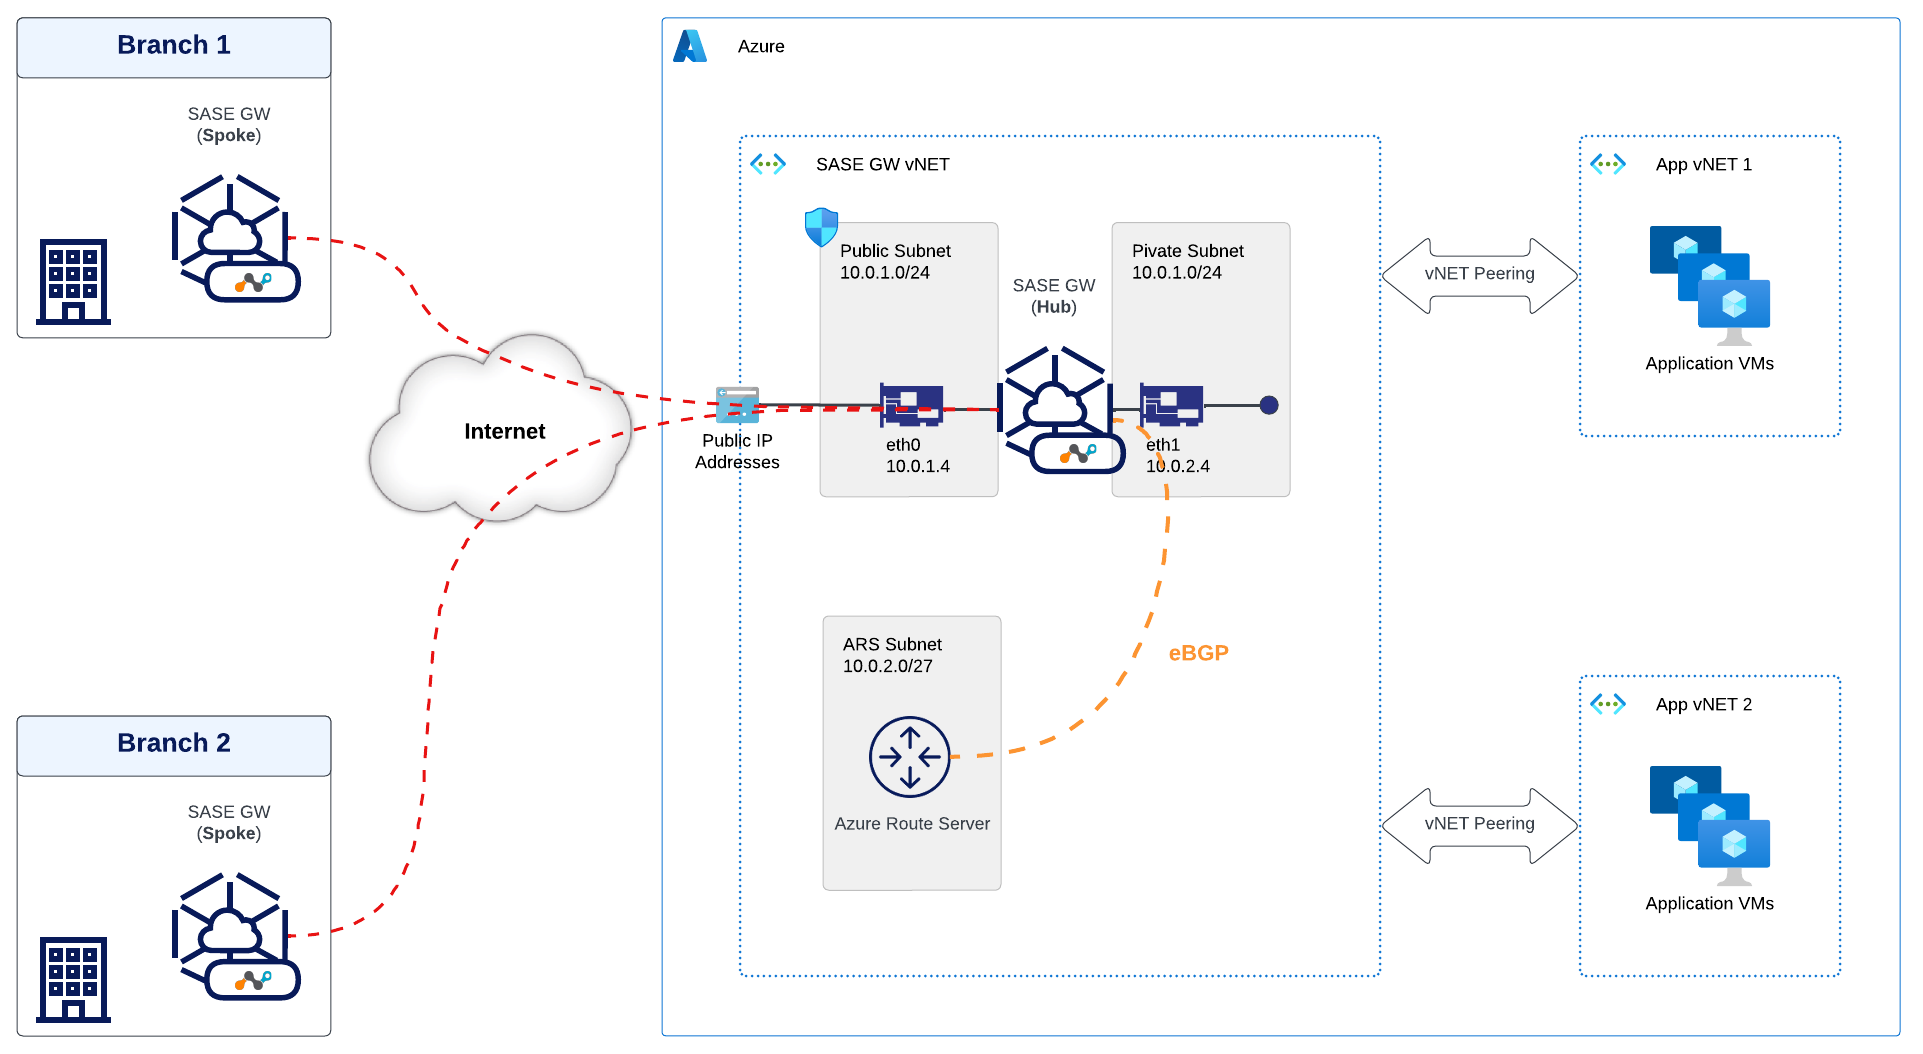 Branch 1
SASE GW
(Spoke)
Internet
Branch 2
SASE GW
(Spoke)
Azure
SASE GW vNET
Public Subnet
10.0.1.0/24
SASE GW
(Hub)
Pivate Subnet
10.0.1.0/24
Public IP
Addresses
eth0
10.0.1.4
eth1
10.0.2.4
eBGP
ARS Subnet
10.0.2.0/27
Azure Route Server
vNET Peering
App vNET 1
Application VMs
vNET Peering
App vNET 2
Application VMs